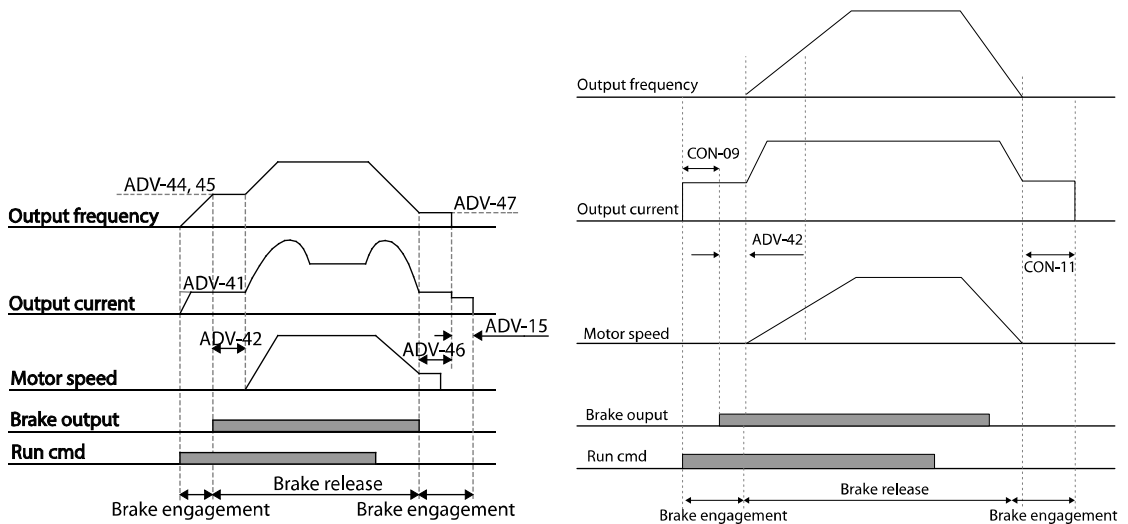 ADV-44, 45
ADV-47
Output frequency
ADV-41
Output current
ADV-15
ADV-42
ADV-46
Motor speed
Brake output
Run cmd
Brake release
Brake engagement
Brake engagement
Output frequency
CON-09
Output current
ADV-42
CON-11
Motor speed
Brake ouput
Run cmd
Brake release
Brake engagement
Brake engagement